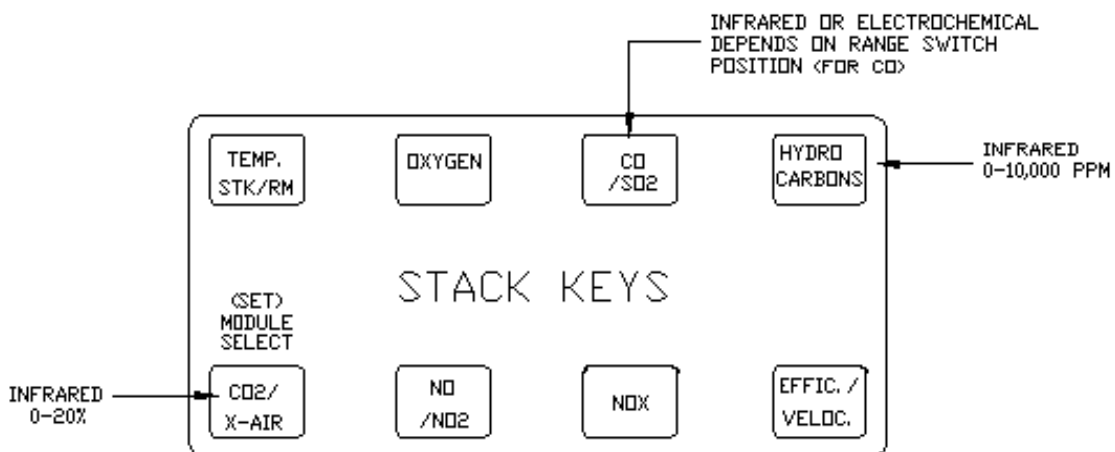 INFRARED OR ELECTROCHEMICAL
DEPENDS ON RANGE SWITCH
POSITION (FOR CO)
TEMP.
STK/RM
OXYGEN
CO
/SO2
HYDRO
CARBONS
INFRARED
0-10,000 PPM
STACK KEYS
(SET)
MODULE
SELECT
INFRARED
0-20%
CO2/
X-AIR
NO
/NO2
NOX
EFFIC./
VELOC.